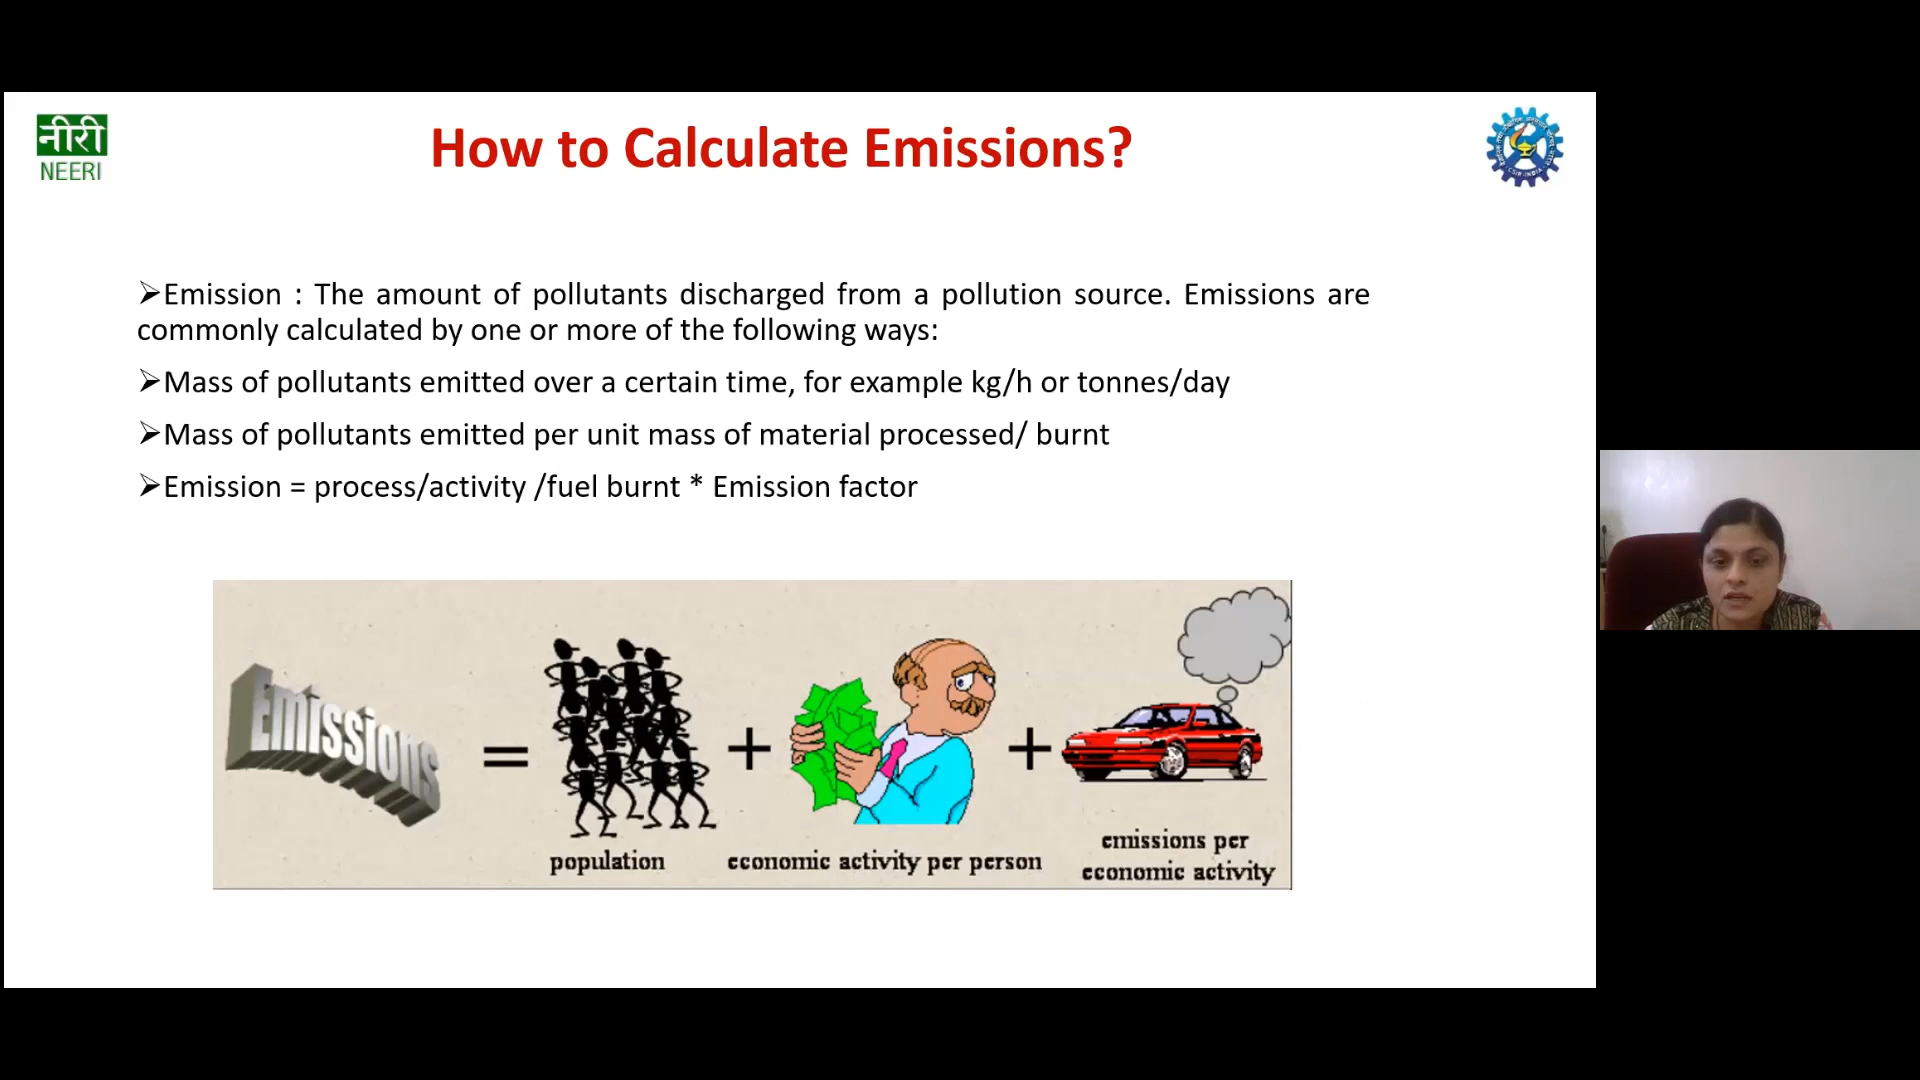 नीरी
NEERI
How to Calculate Emissions?
CSIR-INDIA
➢Emission : The amount of pollutants discharged from a pollution source. Emissions are
commonly calculated by one or more of the following ways:
➢Mass of pollutants emitted over a certain time, for example kg/h or tonnes/day
➢Mass of pollutants emitted per unit mass of material processed/ burnt
➢Emission = process/activity /fuel burnt * Emission factor
Emissions = + +
population
economic activity per person
emissions per
economic activity